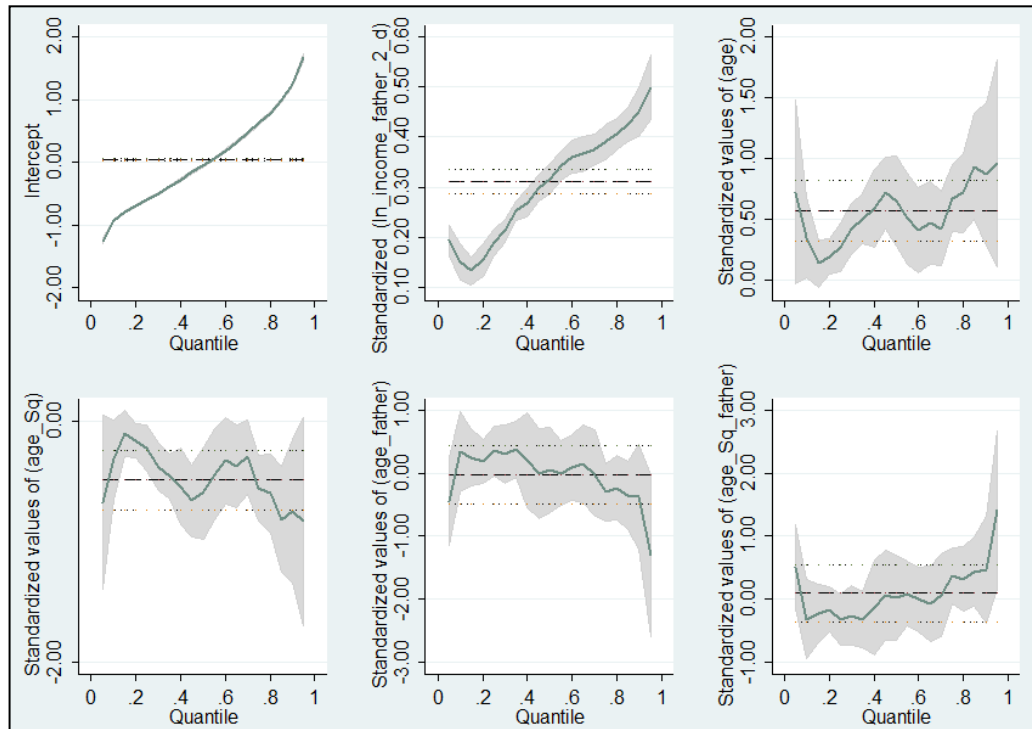 Intercept
2.00
1.00
0.00
-1.00
-2.00
0 .2 .4 .6 .8 1
Quantile
Standardized (ln_income_father_2_d)
0.60
0.50
0.40
0.30
0.20
0.10
0 .2 .4 .6 .8 1
Quantile
Standardized values of (age)
2.00
1.50
1.00
0.50
0.00
0 .2 .4 .6 .8 1
Quantile
Standardized values of (age_Sq)
0.00
-2.00
0 .2 .4 .6 .8 1
Quantile
Standardized values of (age_father)
1.00
0.00
-1.00
-2.00
-3.00
0 .2 .4 .6 .8 1
Quantile
Standardized values of (age_Sq_father)
3.00
2.00
1.00
0.00
-1.00
0 .2 .4 .6 .8 1
Quantile